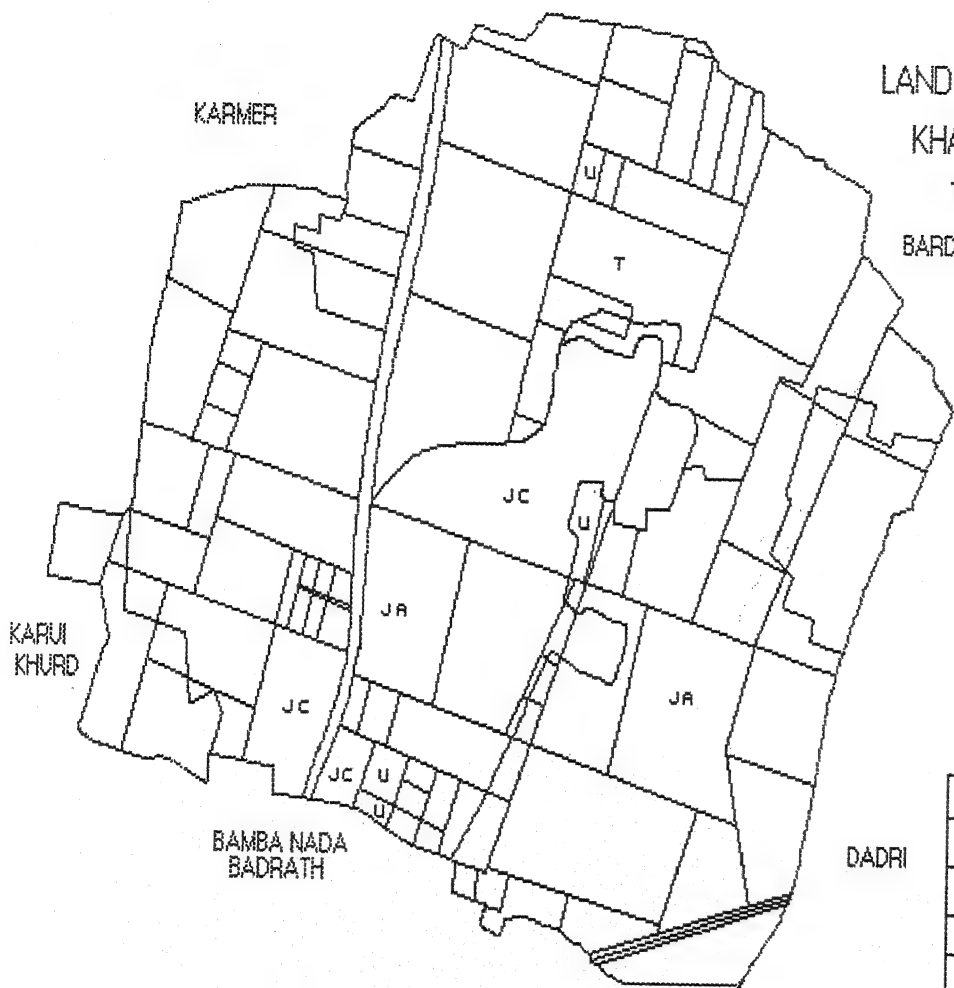 LAND
KARMER
KHA
U
BARD
T
JC
U
JA
KARUI
KHURD
JC
JA
JC
U
U
BAMBA NADA
BADRATH
DADRI